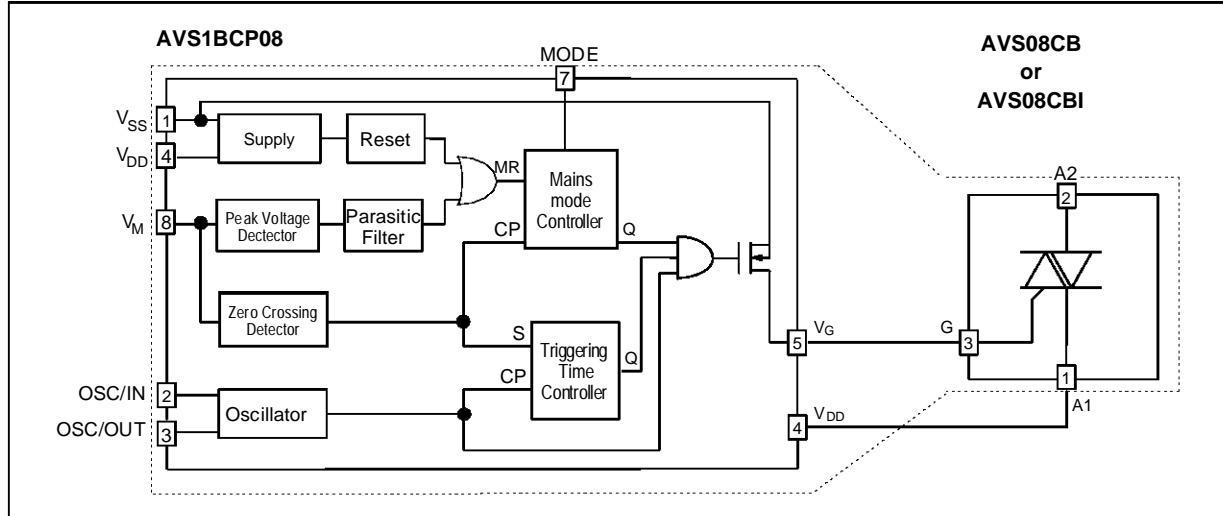 AVS1BCP08
AVS08CB
or
AVS08CBI
MODE
7
VSS
1
Supply
Reset
VDD
4
MR
Mains
mode
Controller
A2
2
VM
8
Peak Voltage
Dectector
Parasitic
Filter
CP
Q
Zero Crossing
Detector
S
Triggering
Time
Controller
Q
CP
VG
5
G
3
OSC/IN
2
Oscillator
OSC/OUT
3
VDD
4
1
A1